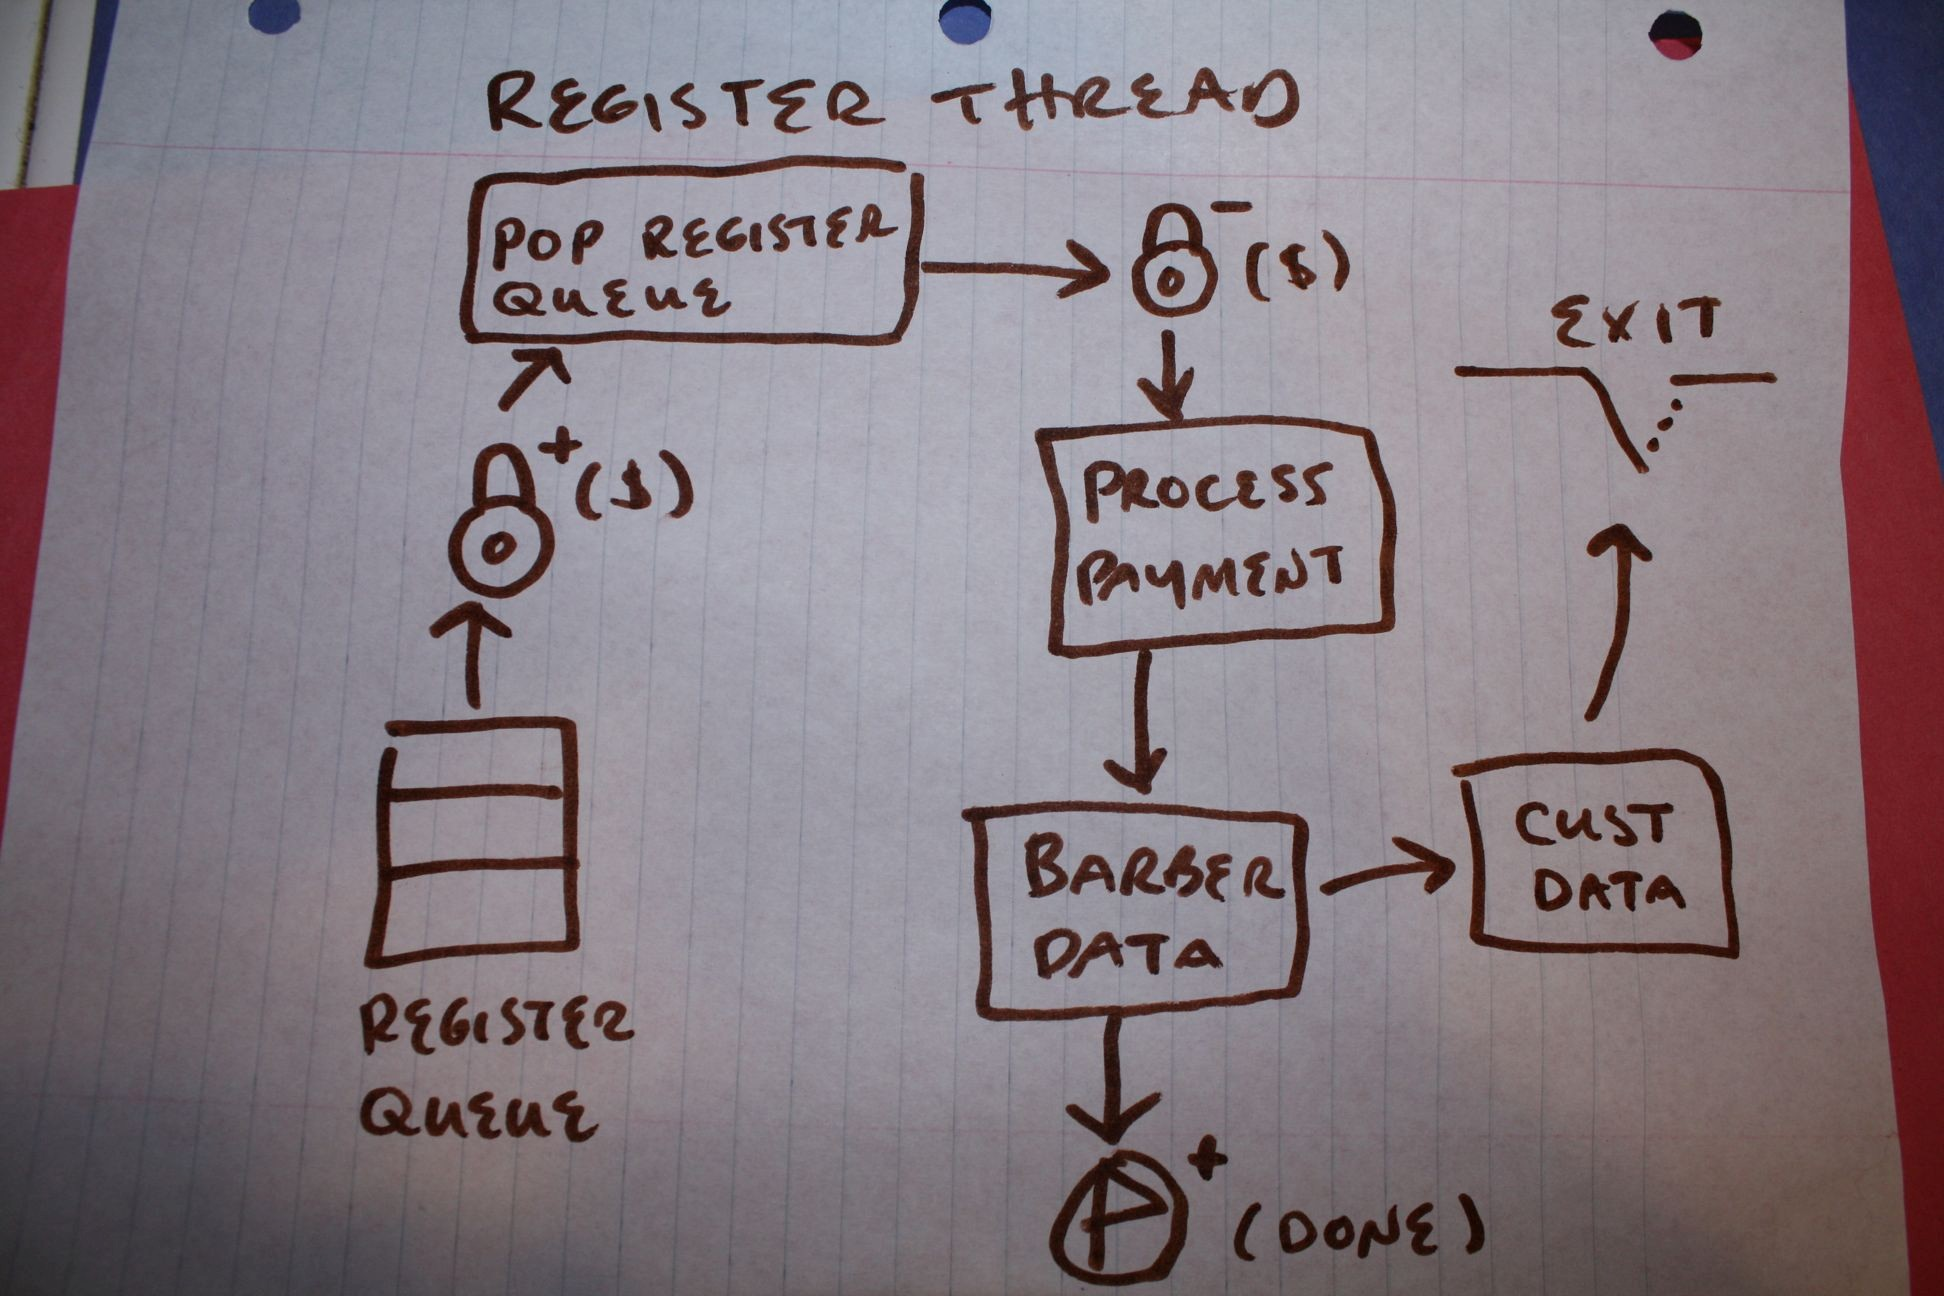 REGISTER THREAD
POP REGISTER
QUEUE
- ($)
EXIT
+ ($)
PROCESS
PAYMENT
BARBER
DATA
CUST
DATA
REGISTER
QUEUE
P + (DONE)